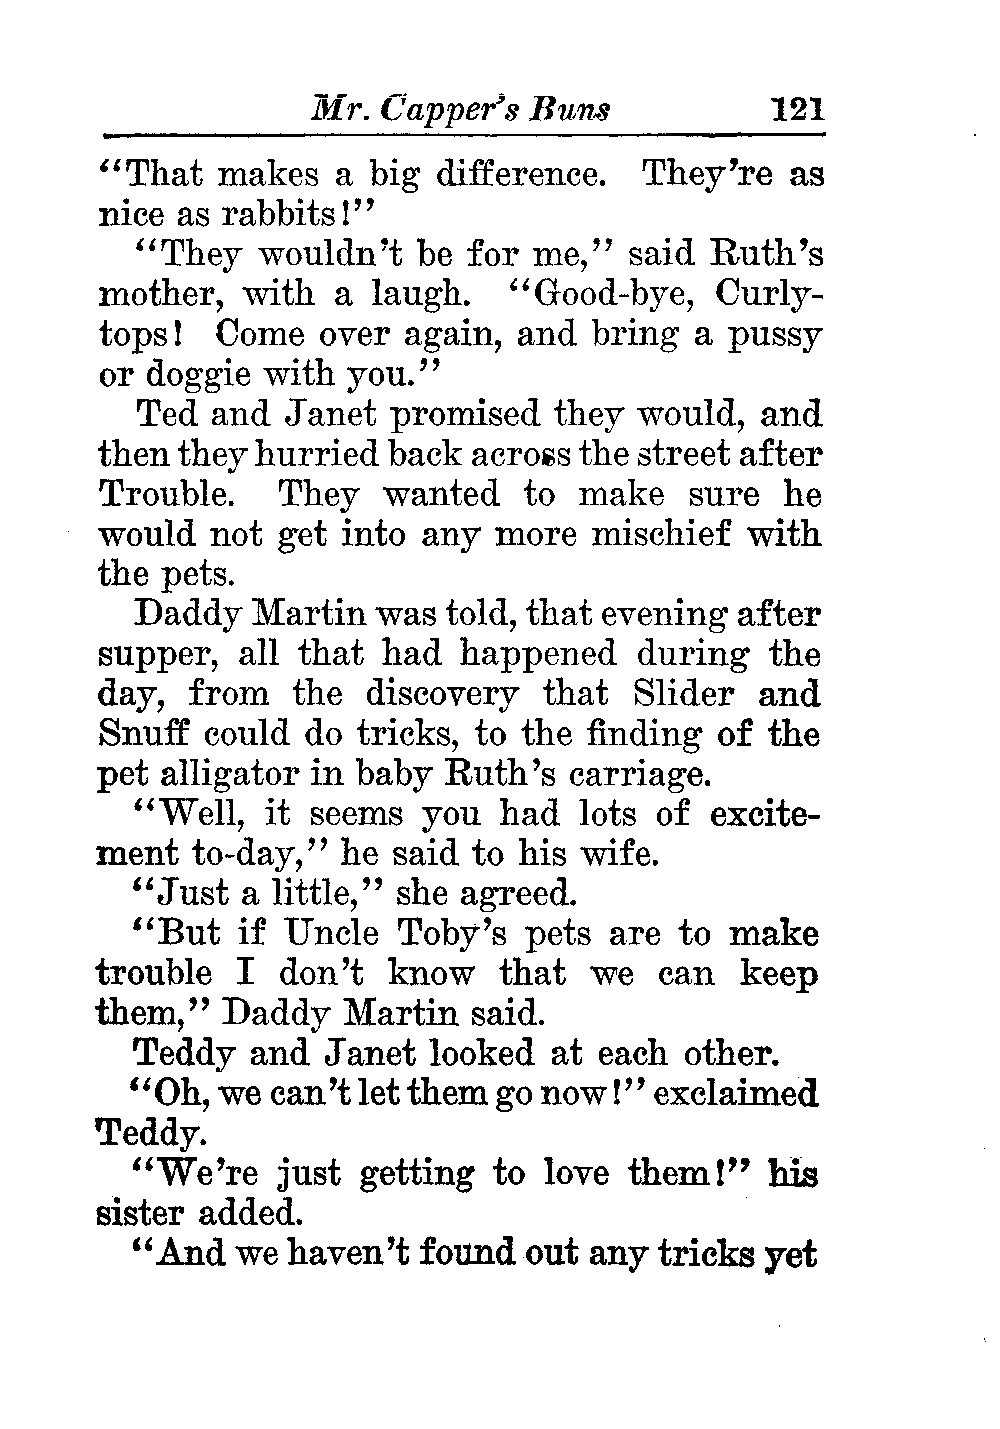 Mr. Capper's Buns 121
"That makes a big difference. They're as
nice as rabbits!"
"They wouldn't be for me," said Ruth's
mother, with a laugh. "Good-bye, Curly-
tops! Come over again, and bring a pussy
or doggie with you."
Ted and Janet promised they would, and
then they hurried back across the street after
Trouble. They wanted to make sure he
would not get into any more mischief with
the pets.
Daddy Martin was told, that evening after
supper, all that had happened during the
day, from the discovery that Slider and
Snuff could do tricks, to the finding of the
pet alligator in baby Ruth's carriage.
"Well, it seems you had lots of excite-
ment to-day," he said to his wife.
"Just a little," she agreed.
"But if Uncle Toby's pets are to make
trouble I don't know that we can keep
them," Daddy Martin said.
Teddy and Janet looked at each other.
"Oh, we can't let them go now!" exclaimed
Teddy.
"We're just getting to love them!" his
sister added.
"And we haven't found out any tricks yet